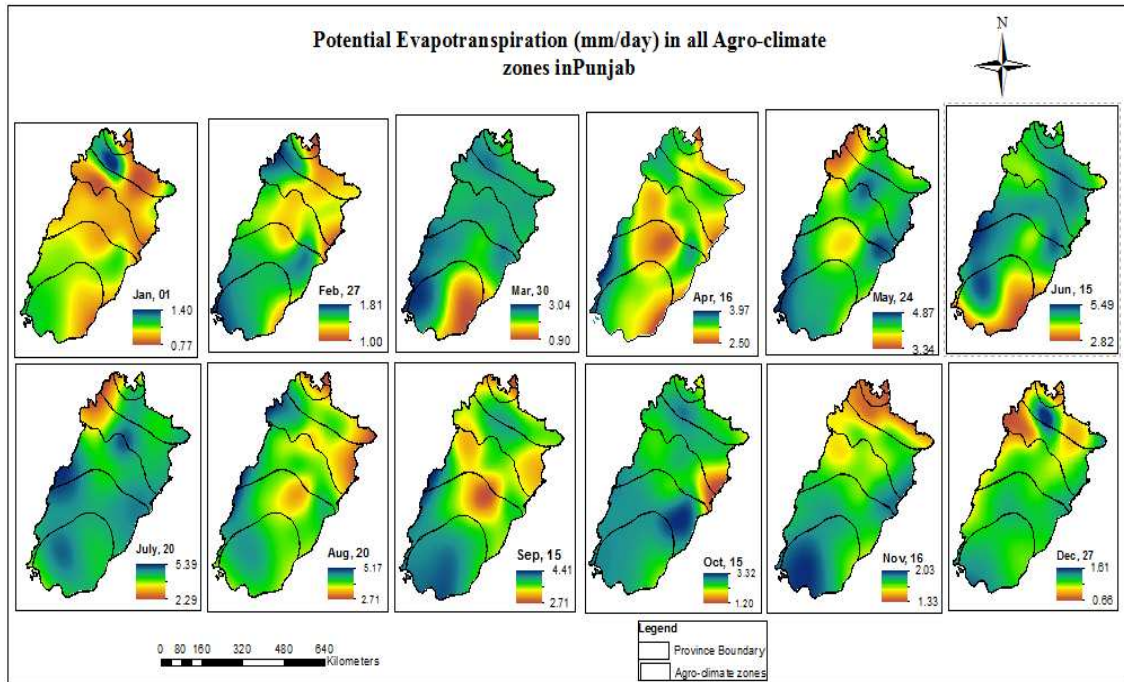 Potential Evapotranspiration (mm/day) in all Agro-climate
zones inPunjab
N
Jan, 01
1.40
0.77
Feb, 27
1.81
1.00
Mar, 30
3.04
0.90
Apr, 16
3.97
2.50
May, 24
4.87
3.34
Jun, 15
5.49
2.82
July, 20
5.39
2.29
Aug, 20
5.17
2.71
Sep, 15
4.41
2.71
Oct, 15
3.32
1.20
Nov, 16
2.03
1.33
Dec, 27
1.61
0.66
0 80 160 320 480 640
Kilometers
Legend
Province Boundary
Agro-climate zones